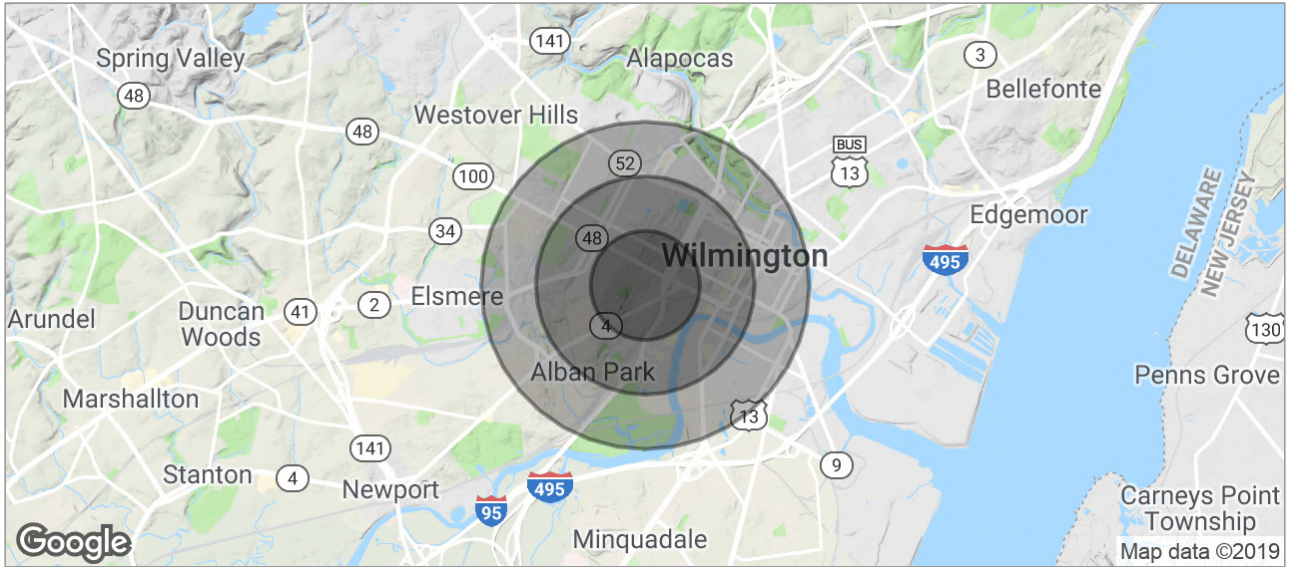 141
Spring Valley
Alapocas
3
Bellefonte
48
Westover Hills
48
BUS
13
52
100
DELAWARE
NEW JERSEY
Edgemoor
34
48
Wilmington
495
Elsmere
2
41
Duncan
Woods
Arundel
4
130
Alban Park
Penns Grove
Marshallton
13
141
9
Stanton
4
Newport
495
95
Carneys Point
Township
Minquadale
Google
Map data ©2019